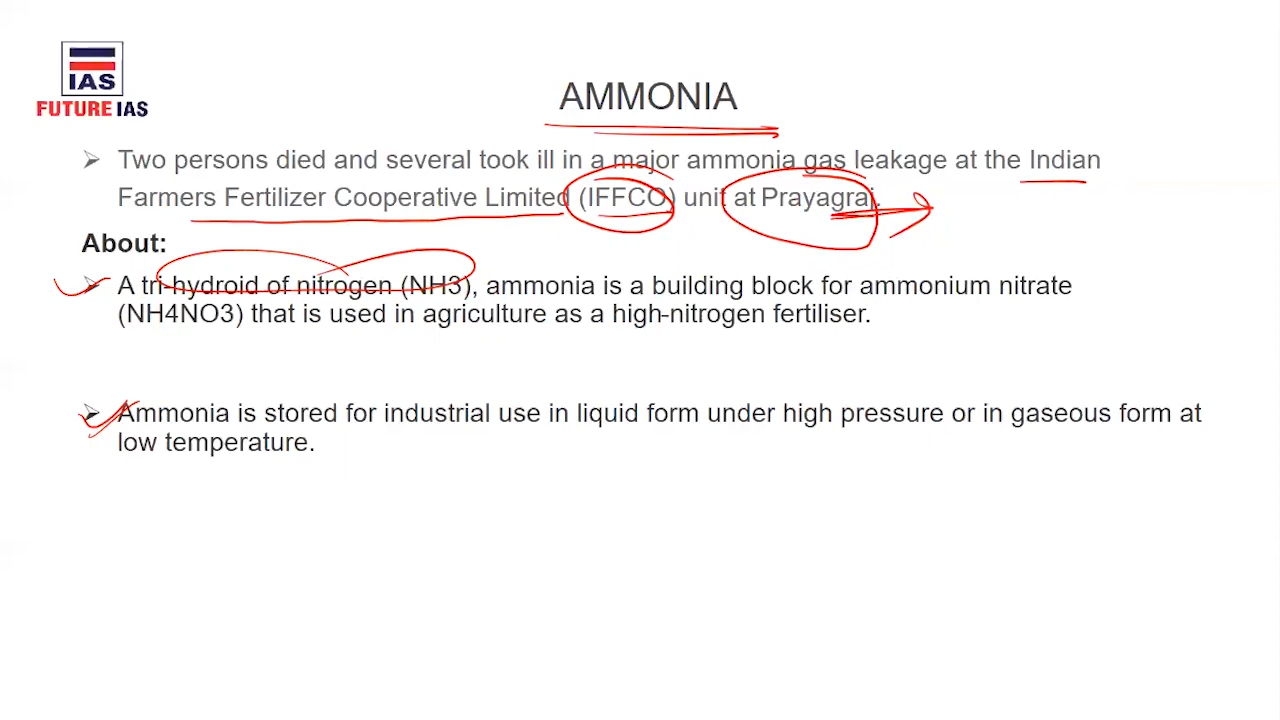 IAS
FUTURE IAS
AMMONIA
Two persons died and several took ill in a major ammonia gas leakage at the Indian
Farmers Fertilizer Cooperative Limited (IFFCO) unit at Prayagraj.
About:
A tri-hydroid of nitrogen (NH3), ammonia is a building block for ammonium nitrate
(NH4NO3) that is used in agriculture as a high-nitrogen fertiliser.
Ammonia is stored for industrial use in liquid form under high pressure or in gaseous form at
low temperature.